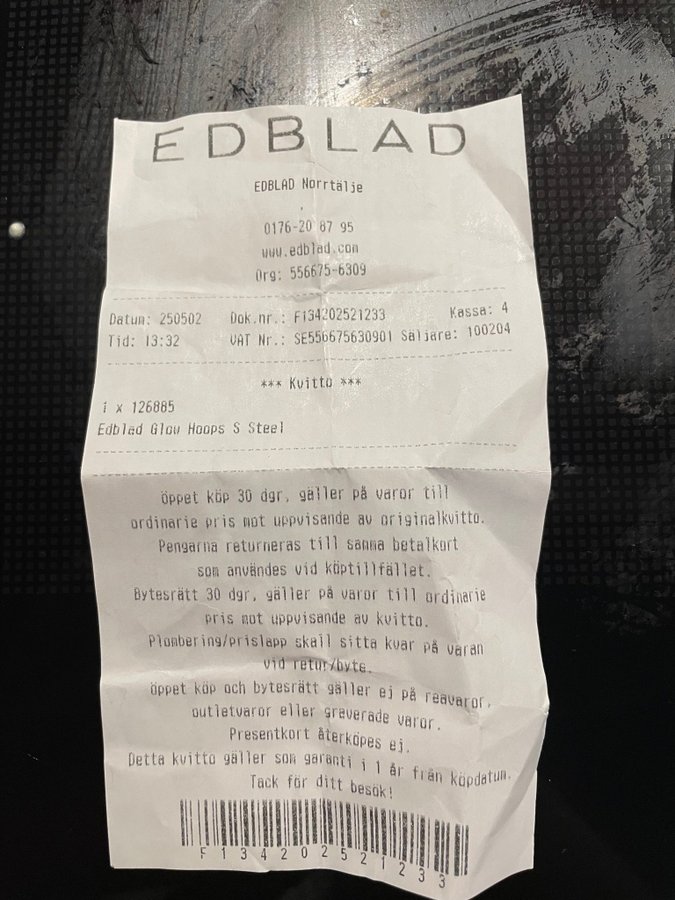 EDBLAD
EDBLAD Norrtälje
.
0176-20 87 95
www.edblad.com
Org: 556675-6309
Datum: 250502 Dok.nr.: F134202521233 Kassa: 4
Tid: 13:32 VAT Nr.: SE556675630901 Säljare: 100204
*** Kvitto ***
1 x 126885
Edblad Glow Hoops S Steel
öppet köp 30 dgr, gäller på varor till
ordinarie pris mot uppvisande av originalkvitto.
Pengarna returneras till samma betalkort
som användes vid köptillfället.
Bytesrätt 30 dgr, gäller på varor till ordinarie
pris mot uppvisande av kvitto.
Plombering/prislapp skall sitta kvar på varan
vid retur/byte.
öppet köp och bytesrätt gäller ej på reavaror,
outletvaror eller graverade varor.
Presentkort återköpes ej.
Detta kvitto gäller som garanti i 1 år från köpdatum.
Tack för ditt besök!
F134202521233